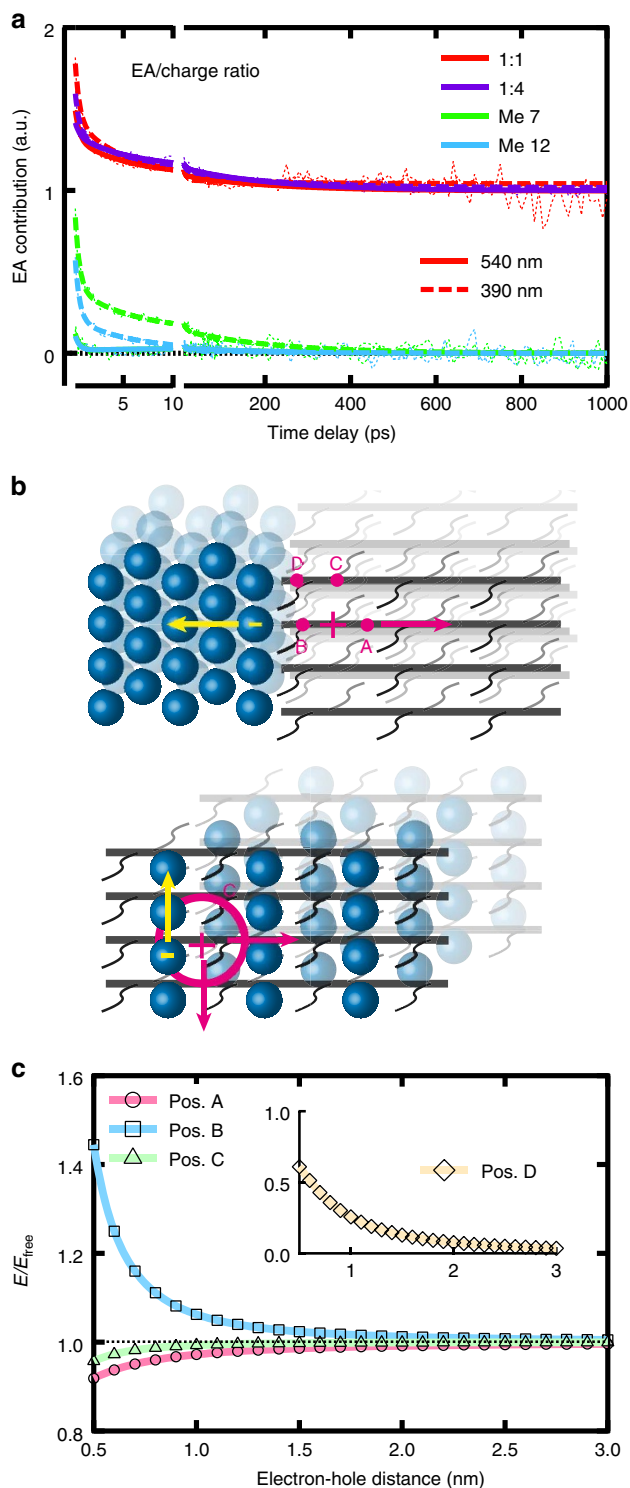 a
2
EA/charge ratio
1:1
1:4
Me 7
Me 12
1
540 nm
390 nm
0
EA contribution (a.u.)
5 10 200 400 600 800 1000
Time delay (ps)
b
D C
B A
+
–
C
+
–
c
1.6
Pos. A
Pos. B
Pos. C
1.0
Pos. D
0.5
0.0
1 2 3
1.4
1.2
1.0
0.8
E/Efree
0.5 1.0 1.5 2.0 2.5 3.0
Electron-hole distance (nm)